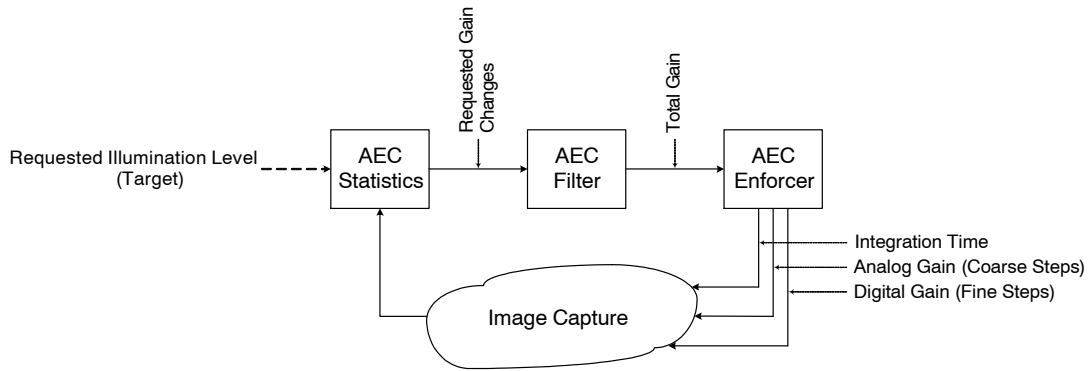 Requested Gain
Changes
Total Gain
Requested Illumination Level
(Target)
AEC
Statistics
AEC
Filter
AEC
Enforcer
Integration Time
Analog Gain (Coarse Steps)
Digital Gain (Fine Steps)
Image Capture